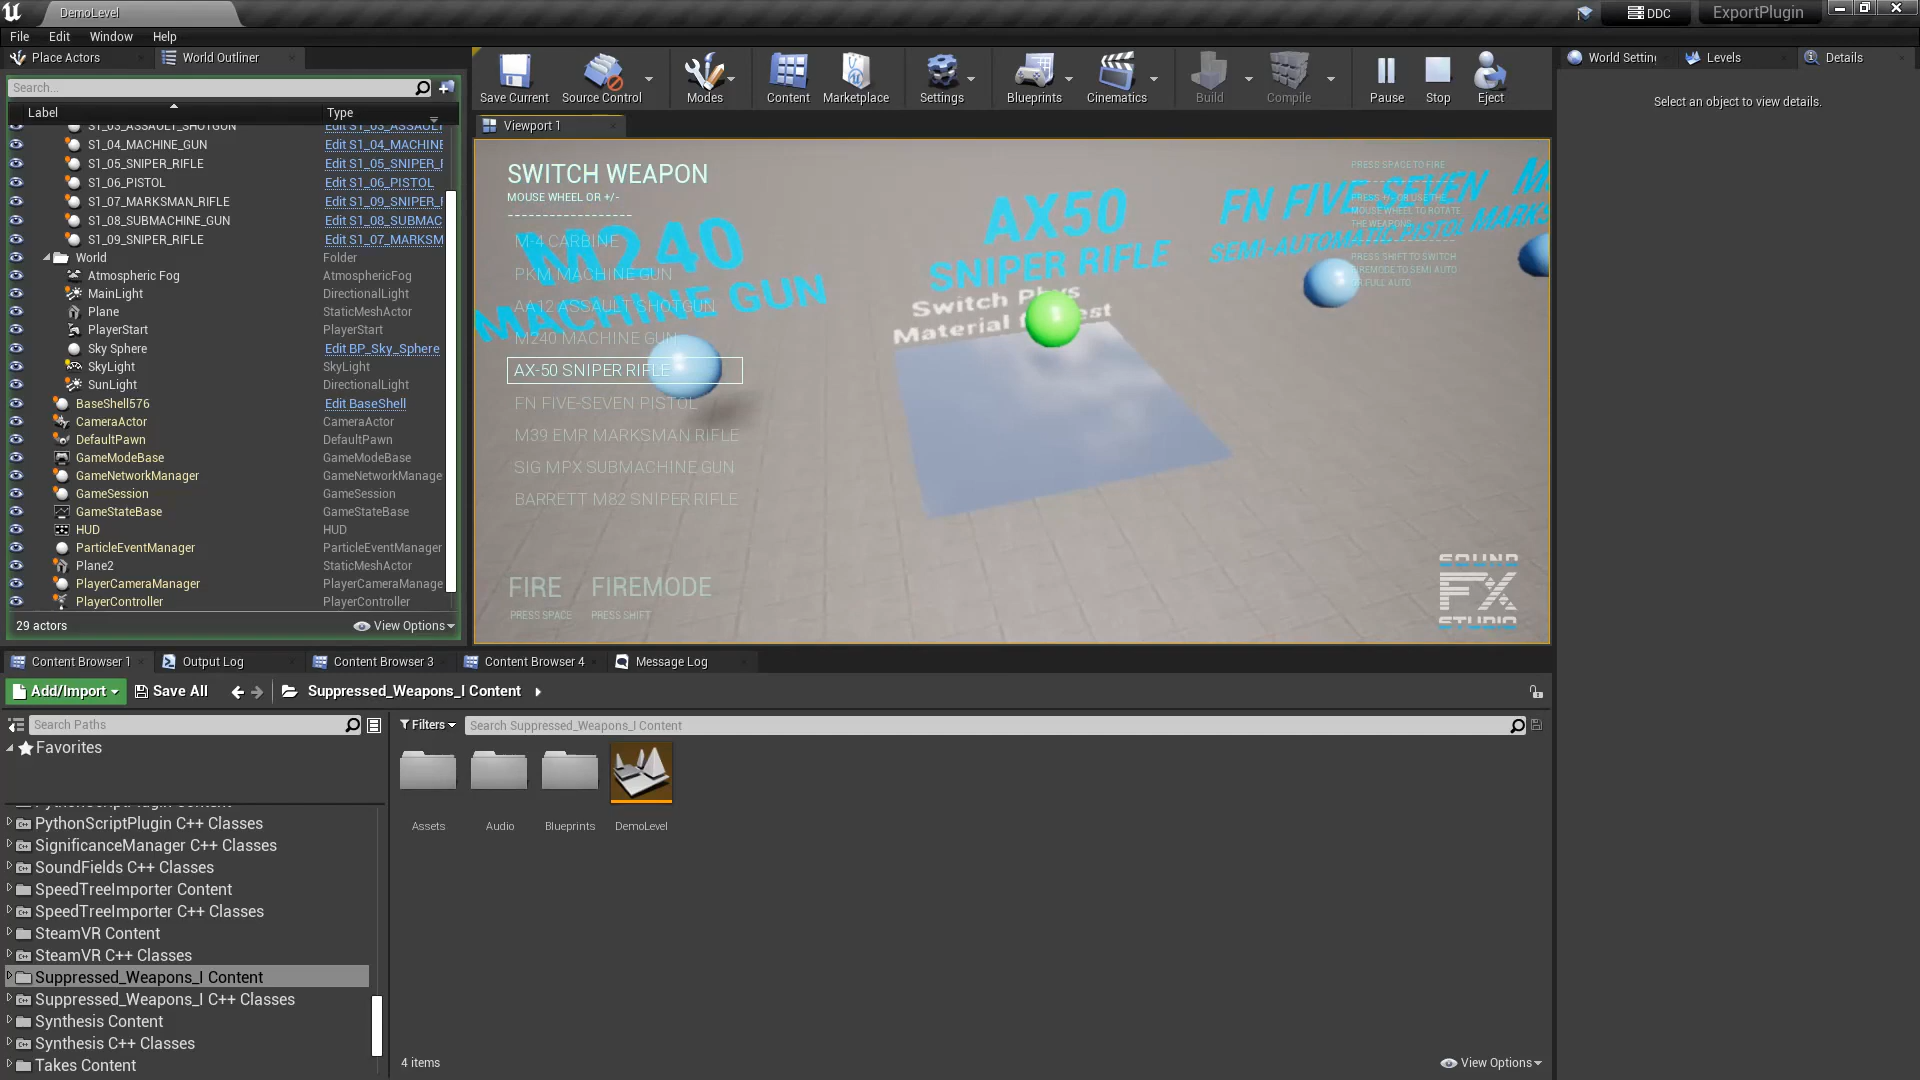 DemoLevel
DDC
ExportPlugin
File Edit Window Help
Place Actors
World Outliner
World Settin
Levels
Details
Search...
Label
Type
S1_03_ASSAULT_SHOTGUN Edit S1_03_ASSAULT
S1_04_MACHINE_GUN Edit S1_04_MACHINE
S1_05_SNIPER_RIFLE Edit S1_05_SNIPER_
S1_06_PISTOL Edit S1_06_PISTOL
S1_07_MARKSMAN_RIFLE Edit S1_09_SNIPER_
S1_08_SUBMACHINE_GUN Edit S1_08_SUBMAC
S1_09_SNIPER_RIFLE Edit S1_07_MARKSM
World Folder
Atmospheric Fog AtmosphericFog
MainLight DirectionalLight
Plane StaticMeshActor
PlayerStart PlayerStart
Sky Sphere Edit BP_Sky_Sphere
SkyLight SkyLight
SunLight DirectionalLight
BaseShell576 Edit BaseShell
CameraActor CameraActor
DefaultPawn DefaultPawn
GameModeBase GameModeBase
GameNetworkManager GameNetworkManage
GameSession GameSession
GameStateBase GameStateBase
HUD HUD
ParticleEventManager ParticleEventManager
Plane2 StaticMeshActor
PlayerCameraManager PlayerCameraManage
PlayerController PlayerController
29 actors
View Options
Save Current
Source Control
Modes
Content
Marketplace
Settings
Blueprints
Cinematics
Build
Compile
Pause
Stop
Eject
Select an object to view details.
Viewport 1
SWITCH WEAPON
MOUSE WHEEL OR +/-
-------------------
M-4 CARBINE
PKM MACHINE GUN
AA12 ASSAULT SHOTGUN
M240 MACHINE GUN
AX-50 SNIPER RIFLE
FN FIVE-SEVEN PISTOL
M39 EMR MARKSMAN RIFLE
SIG MPX SUBMACHINE GUN
BARRETT M82 SNIPER RIFLE
M240
MACHINE GUN
AX50
SNIPER RIFLE
Switch Phys
Material
FN FIVE-SEVEN
SEMI-AUTOMATIC PISTOL
MARKS
PRESS SPACE TO FIRE
PRESS +/- OR USE THE
MOUSE WHEEL TO ROTATE
THE WEAPONS
PRESS SHIFT TO SWITCH
FIREMODE TO SEMI AUTO
FULL AUTO
FIRE
PRESS SPACE
FIREMODE
PRESS SHIFT
SOUND
FX
STUDIO
Content Browser 1
Output Log
Content Browser 3
Content Browser 4
Message Log
Add/Import
Save All
Suppressed_Weapons_I Content
Search Paths
Filters
Search Suppressed_Weapons_I Content
Favorites
PythonScriptPlugin Content
PythonScriptPlugin C++ Classes
SignificanceManager C++ Classes
SoundFields C++ Classes
SpeedTreeImporter Content
SpeedTreeImporter C++ Classes
SteamVR Content
SteamVR C++ Classes
Suppressed_Weapons_I Content
Suppressed_Weapons_I C++ Classes
Synthesis Content
Synthesis C++ Classes
Takes Content
Assets
Audio
Blueprints
DemoLevel
4 items
View Options